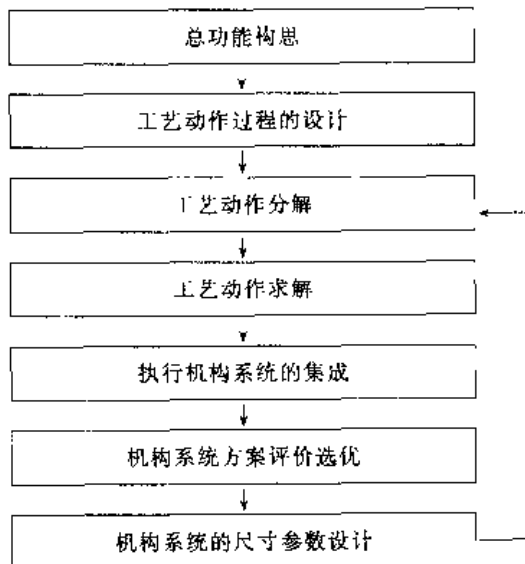 总功能构思
工艺动作过程的设计
工艺动作分解
工艺动作求解
执行机构系统的集成
机构系统方案评价选优
机构系统的尺寸参数设计